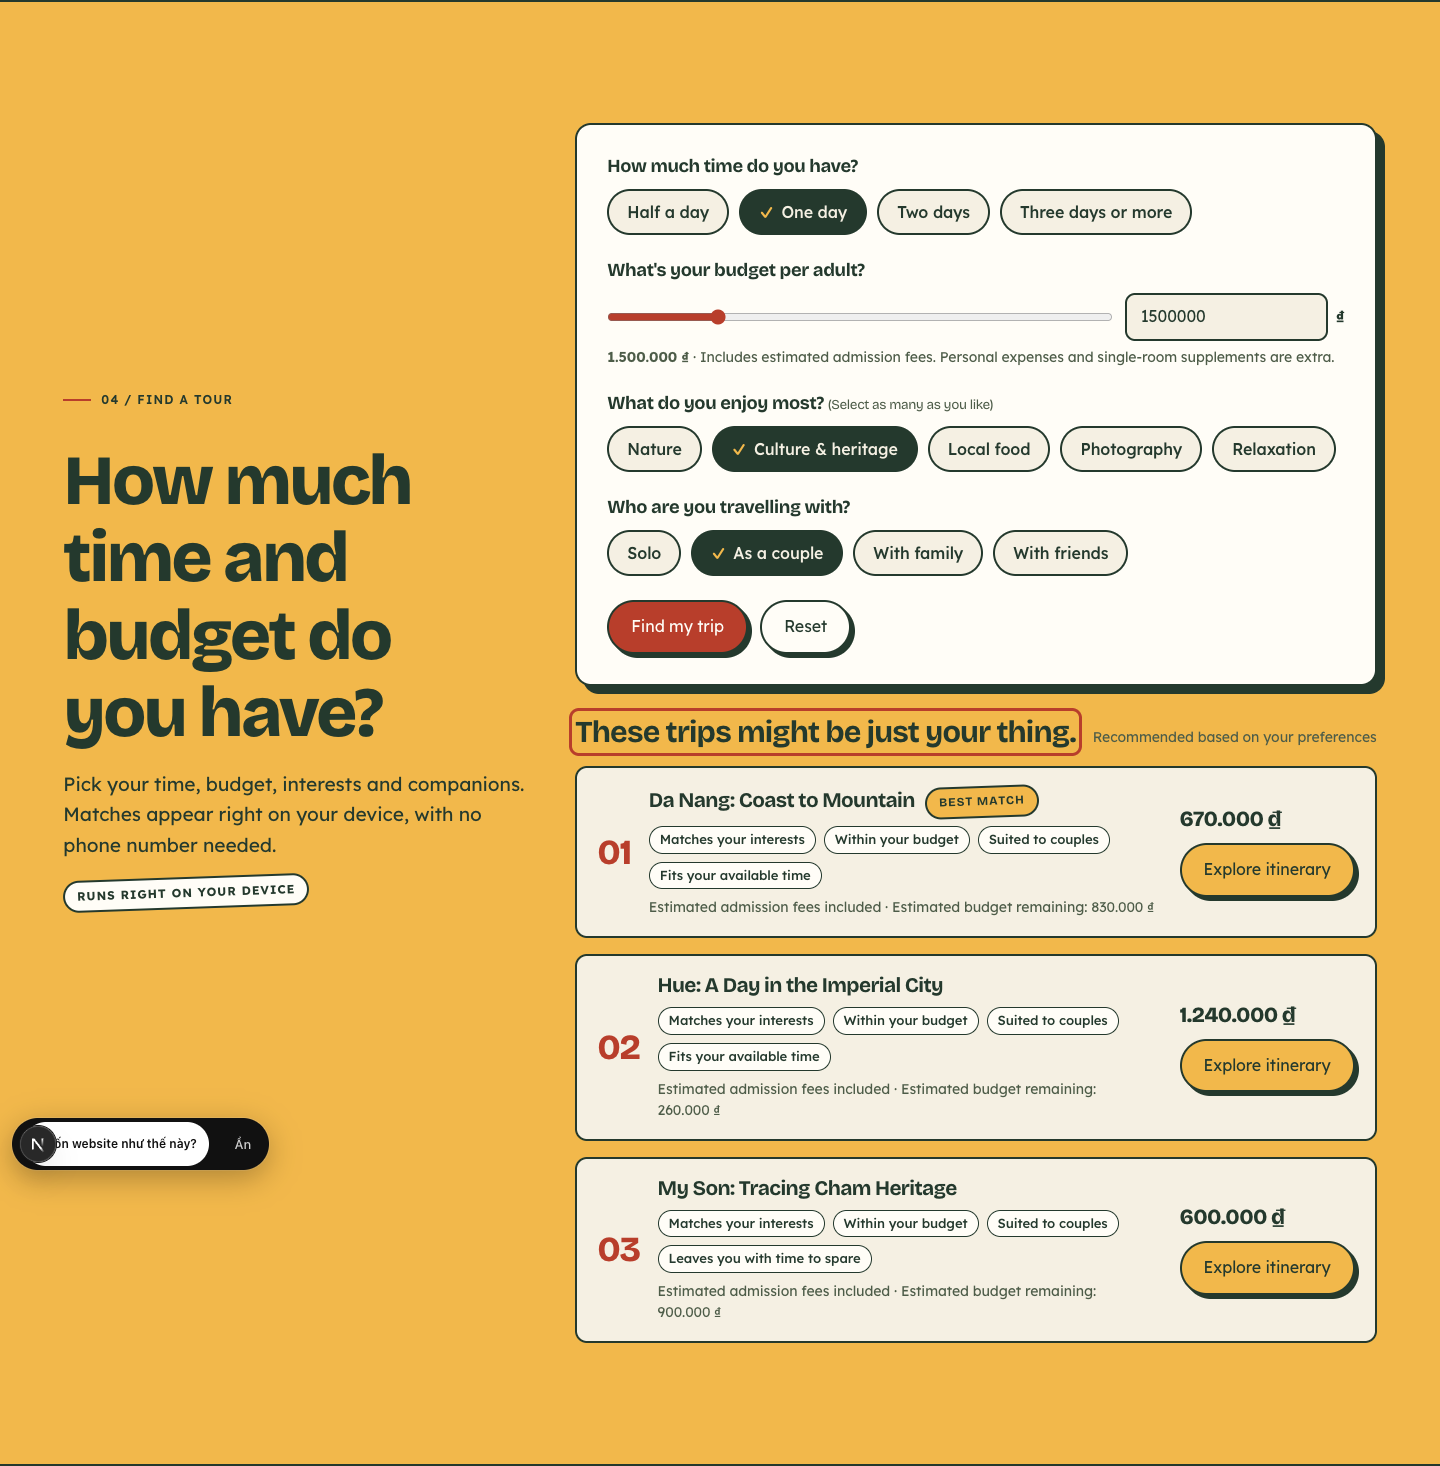 04 / FIND A TOUR
How much
time and
budget do
you have?
Pick your time, budget, interests and companions.
Matches appear right on your device, with no
phone number needed.
RUNS RIGHT ON YOUR DEVICE
How much time do you have?
Half a day
One day
Two days
Three days or more
What's your budget per adult?
1500000
₫
1.500.000 ₫ · Includes estimated admission fees. Personal expenses and single-room supplements are extra.
What do you enjoy most? (Select as many as you like)
Nature
Culture & heritage
Local food
Photography
Relaxation
Who are you travelling with?
Solo
As a couple
With family
With friends
Find my trip
Reset
These trips might be just your thing.
Recommended based on your preferences
01
Da Nang: Coast to Mountain
BEST MATCH
Matches your interests
Within your budget
Suited to couples
Fits your available time
Estimated admission fees included · Estimated budget remaining: 830.000 ₫
670.000 ₫
Explore itinerary
02
Hue: A Day in the Imperial City
Matches your interests
Within your budget
Suited to couples
Fits your available time
Estimated admission fees included · Estimated budget remaining:
260.000 ₫
1.240.000 ₫
Explore itinerary
03
My Son: Tracing Cham Heritage
Matches your interests
Within your budget
Suited to couples
Leaves you with time to spare
Estimated admission fees included · Estimated budget remaining:
900.000 ₫
600.000 ₫
Explore itinerary
N
website như thế này?
Ẩn